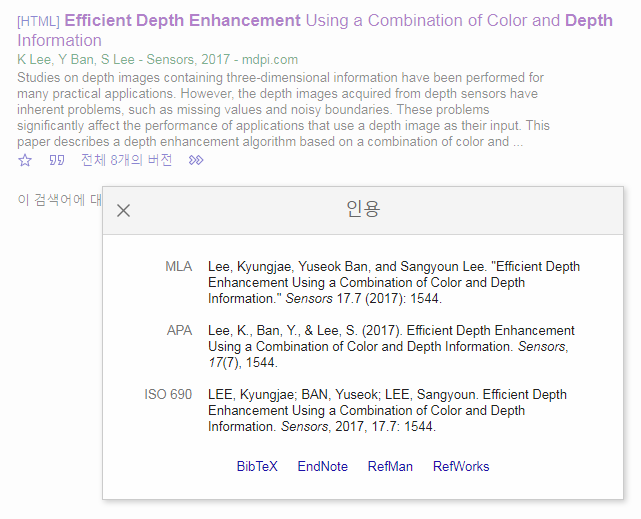 [HTML] Efficient Depth Enhancement Using a Combination of Color and Depth
Information
K Lee, Y Ban, S Lee - Sensors, 2017 - mdpi.com
Studies on depth images containing three-dimensional information have been performed for
many practical applications. However, the depth images acquired from depth sensors have
inherent problems, such as missing values and noisy boundaries. These problems
significantly affect the performance of applications that use a depth image as their input. This
paper describes a depth enhancement algorithm based on a combination of color and ...
전체 8개의 버전
이 검색어에 대
인용
MLA Lee, Kyungjae, Yuseok Ban, and Sangyoun Lee. "Efficient Depth
Enhancement Using a Combination of Color and Depth
Information." Sensors 17.7 (2017): 1544.
APA Lee, K., Ban, Y., & Lee, S. (2017). Efficient Depth Enhancement
Using a Combination of Color and Depth Information. Sensors,
17(7), 1544.
ISO 690 LEE, Kyungjae; BAN, Yuseok; LEE, Sangyoun. Efficient Depth
Enhancement Using a Combination of Color and Depth
Information. Sensors, 2017, 17.7: 1544.
BibTeX EndNote RefMan RefWorks